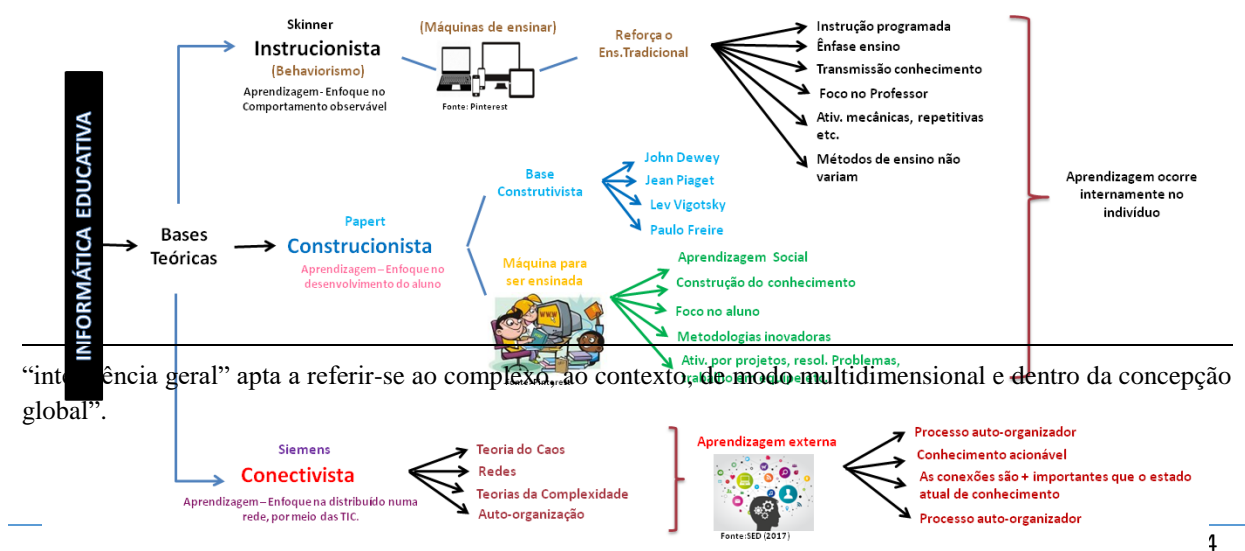 INFORMÁTICA EDUCATIVA
Bases
Teóricas
Skinner
Instrucionista
(Behaviorismo)
Aprendizagem- Enfoque no
Comportamento observável
(Máquinas de ensinar)
Fonte: Pinterest
Reforça o
Ens.Tradicional
Instrução programada
Ênfase ensino
Transmissão conhecimento
Foco no Professor
Ativ. mecânicas, repetitivas
etc.
Métodos de ensino não
variam
Papert
Construcionista
Aprendizagem – Enfoque no
desenvolvimento do aluno
Base
Construtivista
John Dewey
Jean Piaget
Lev Vigotsky
Paulo Freire
Máquina para
ser ensinada
WWW
Fonte:Pinterest
Aprendizagem Social
Construção do conhecimento
Foco no aluno
Metodologias inovadoras
Ativ. por projetos, resol. Problemas,
Aprendizagem ocorre
internamente no
indivíduo
geral” apta a referir-se ao complexo, ao contexto, de modo multidimensional e dentro da concepção
global”.
Siemens
Conectivista
Aprendizagem – Enfoque na distribuído numa
rede, por meio das TIC.
Teoria do Caos
Redes
Teorias da Complexidade
Auto-organização
Aprendizagem externa
Fonte:SED (2017)
Processo auto-organizador
Conhecimento acionável
As conexões são + importantes que o estado
atual de conhecimento
Processo auto-organizador
4